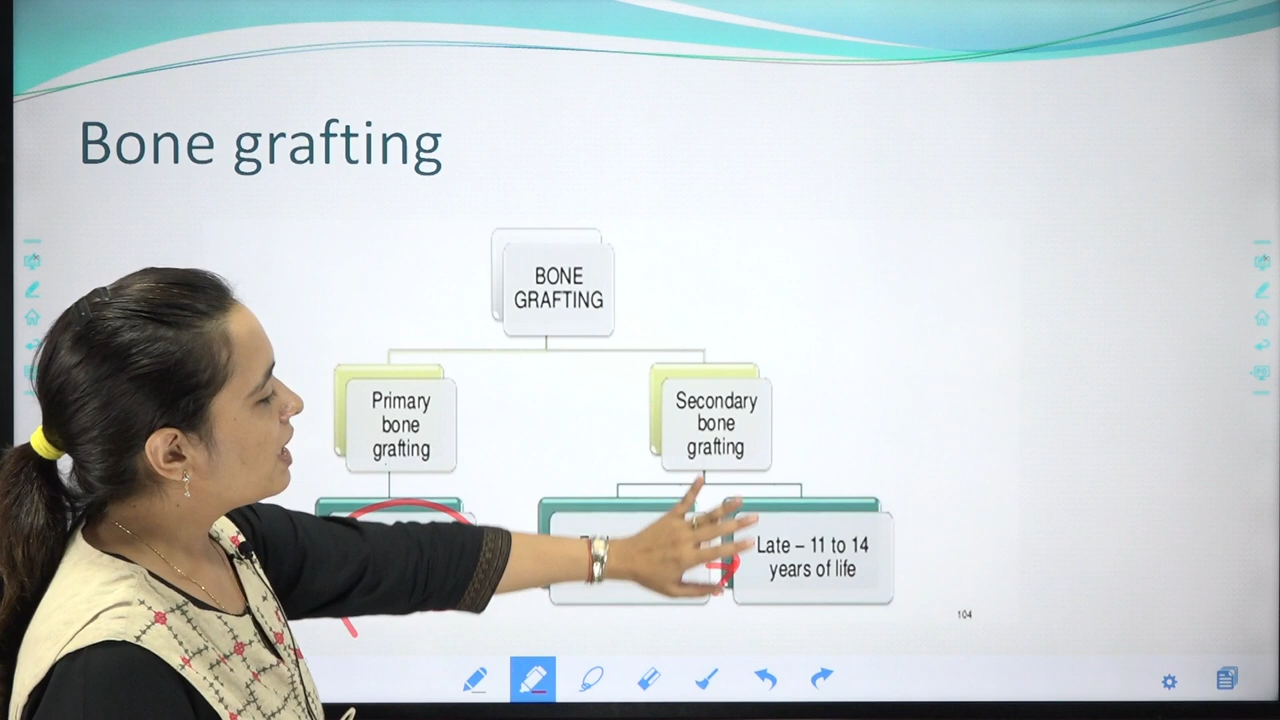 Bone grafting
BONE
GRAFTING
Primary
bone
grafting
Secondary
bone
grafting
Late – 11 to 14
years of life
104